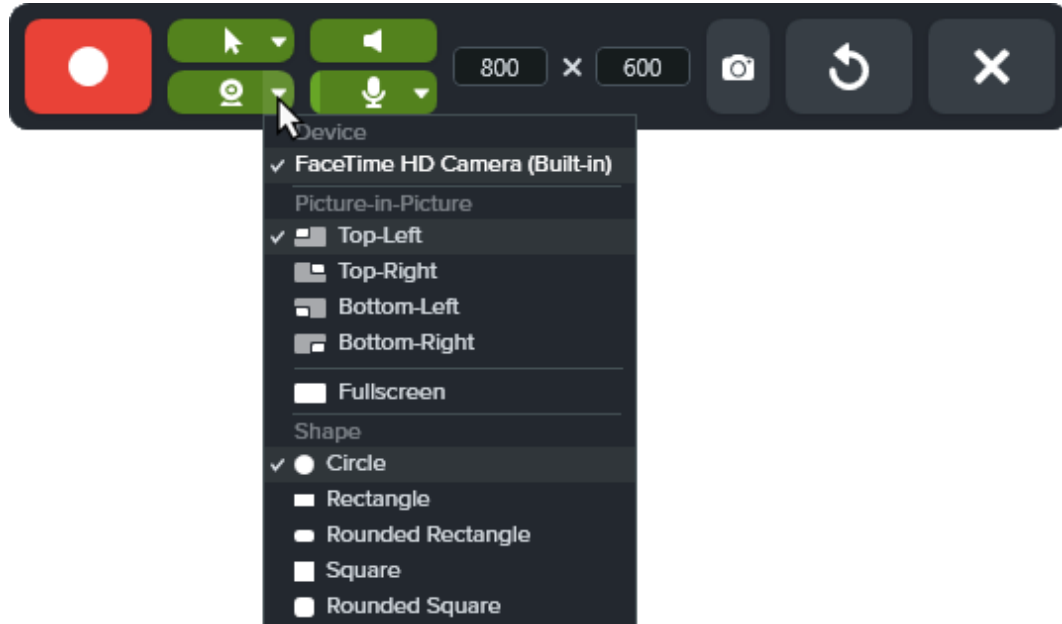 800 × 600
Device
FaceTime HD Camera (Built-in)
Picture-in-Picture
Top-Left
Top-Right
Bottom-Left
Bottom-Right
Fullscreen
Shape
Circle
Rectangle
Rounded Rectangle
Square
Rounded Square